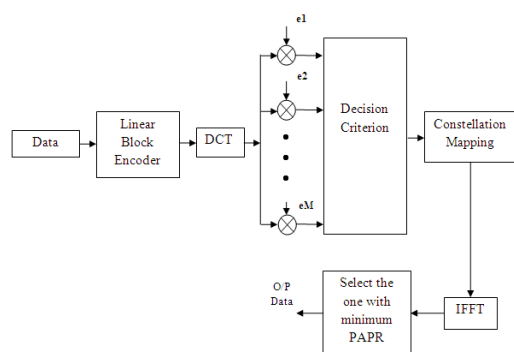 e1
e2
eM
Data
Linear
Block
Encoder
DCT
Decision
Criterion
Constellation
Mapping
O/P
Data
Select the
one with
minimum
PAPR
IFFT